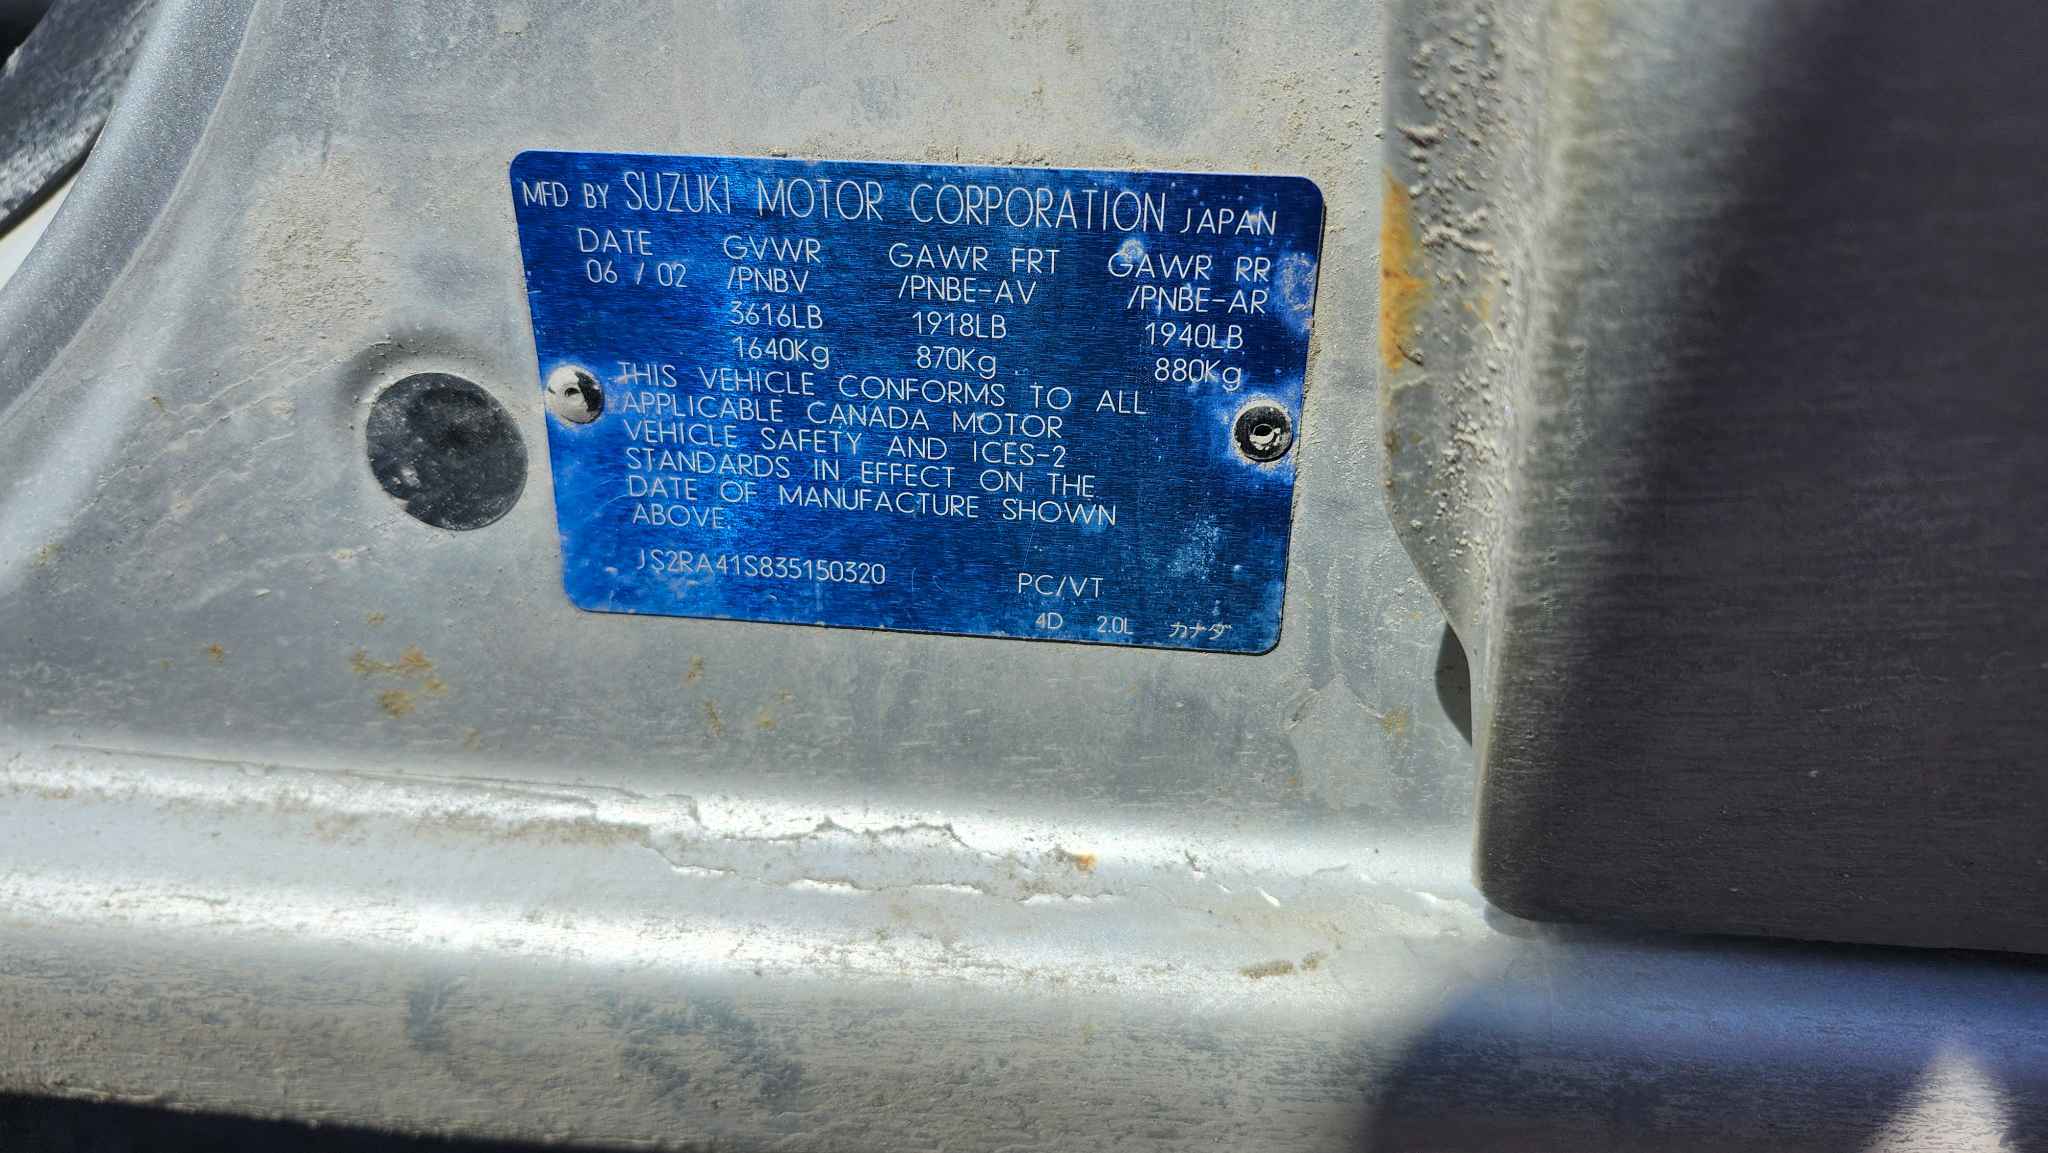 MFD BY SUZUKI MOTOR CORPORATION JAPAN
DATE GVWR GAWR FRT GAWR RR
06 / 02 /PNBV /PNBE-AV /PNBE-AR
3616LB 1918LB 1940LB
1640Kg 870Kg 880Kg
THIS VEHICLE CONFORMS TO ALL
APPLICABLE CANADA MOTOR
VEHICLE SAFETY AND ICES-2
STANDARDS IN EFFECT ON THE
DATE OF MANUFACTURE SHOWN
ABOVE.
JS2RA41S835150320 PC/VT
4D 2.0L カナダ